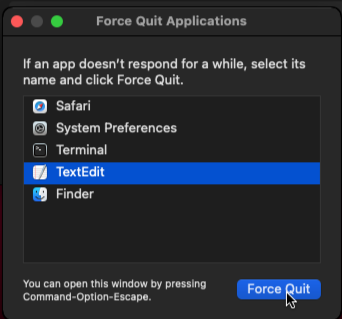 Force Quit Applications
If an app doesn’t respond for a while, select its
name and click Force Quit.
Safari
System Preferences
Terminal
TextEdit
Finder
You can open this window by pressing
Command-Option-Escape.
Force Quit